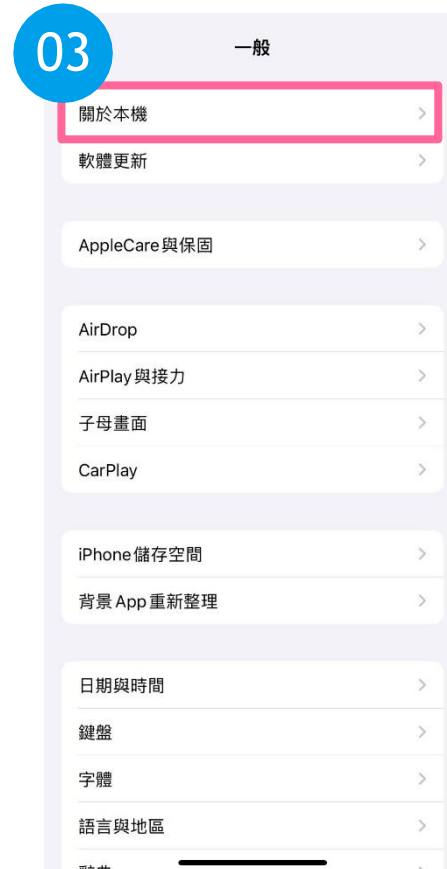 03
一般
關於本機
軟體更新
AppleCare與保固
AirDrop
AirPlay與接力
子母畫面
CarPlay
iPhone儲存空間
背景App重新整理
日期與時間
鍵盤
字體
語言與地區